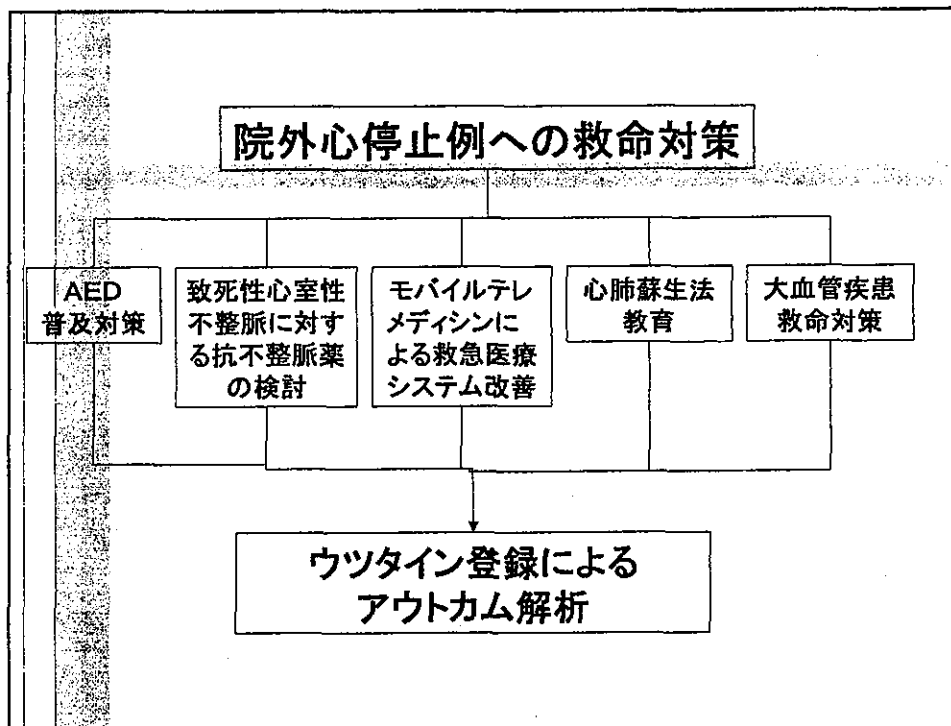 院外心停止例への救命対策
AED
普及対策
致死性心室性
不整脈に対す
る抗不整脈薬
の検討
モバイルテレ
メディシンに
よる救急医療
システム改善
心肺蘇生法
教育
大血管疾患
救命対策
ウツタイン登録による
アウトカム解析